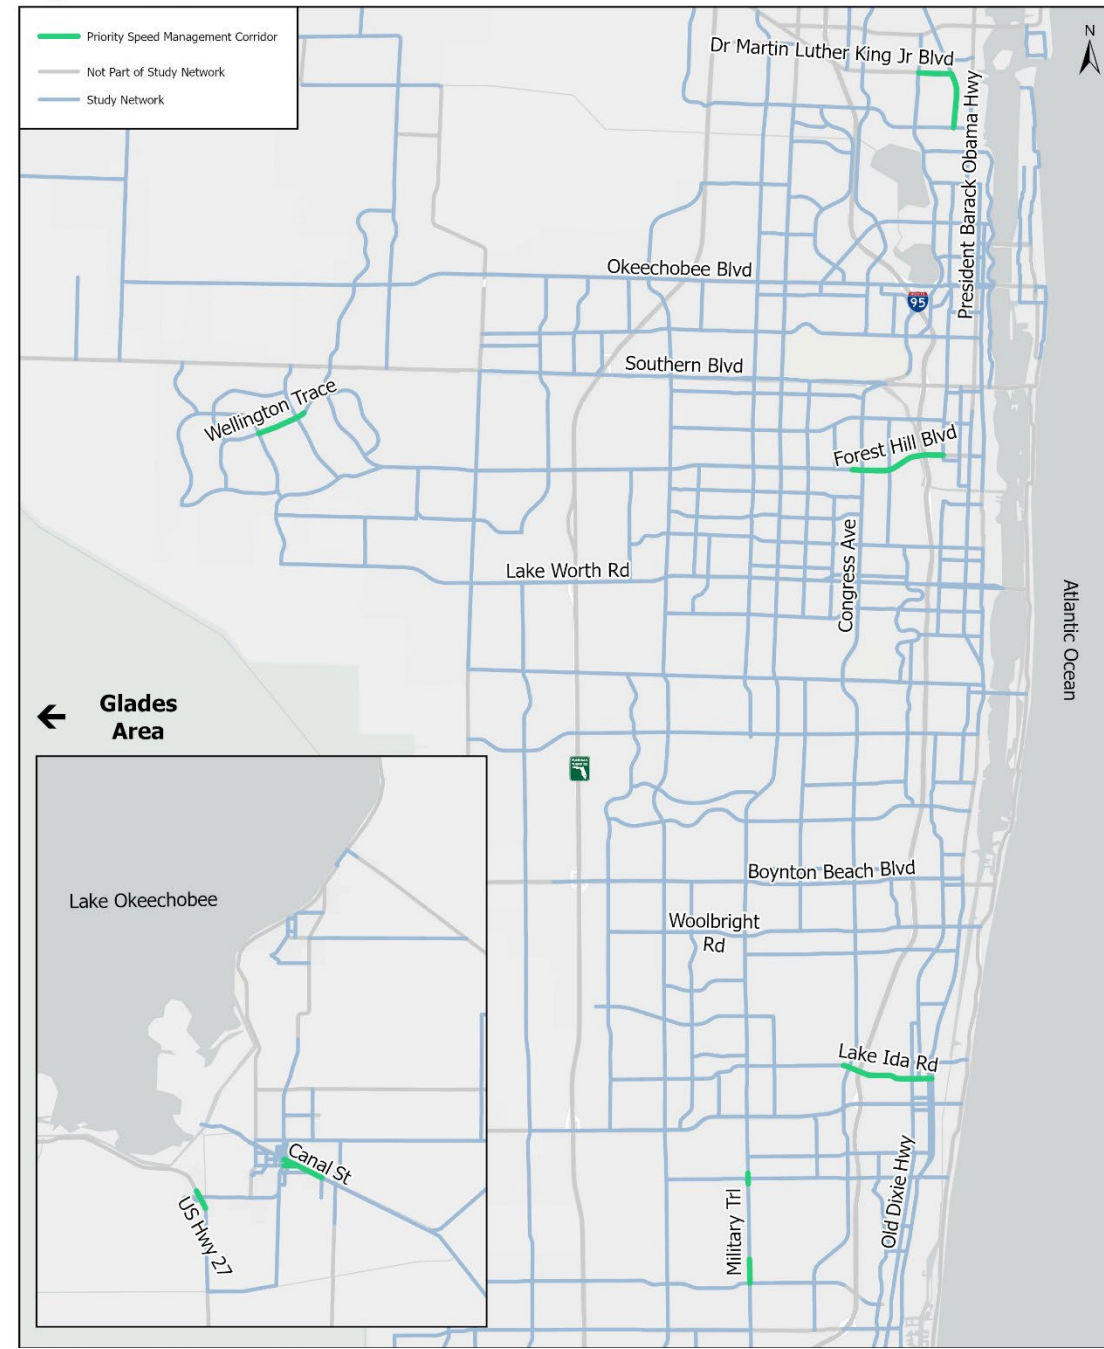 Priority Speed Management Corridor
Not Part of Study Network
Study Network
N
Dr Martin Luther King Jr Blvd
President Barack Obama Hwy
Okeechobee Blvd
95
Southern Blvd
Wellington Trace
Forest Hill Blvd
Congress Ave
Lake Worth Rd
Atlantic Ocean
Glades
Area
Lake Okeechobee
Boynton Beach Blvd
Woolbright
Rd
Lake Ida Rd
Canal St
US Hwy 27
Military Trl
Old Dixie Hwy